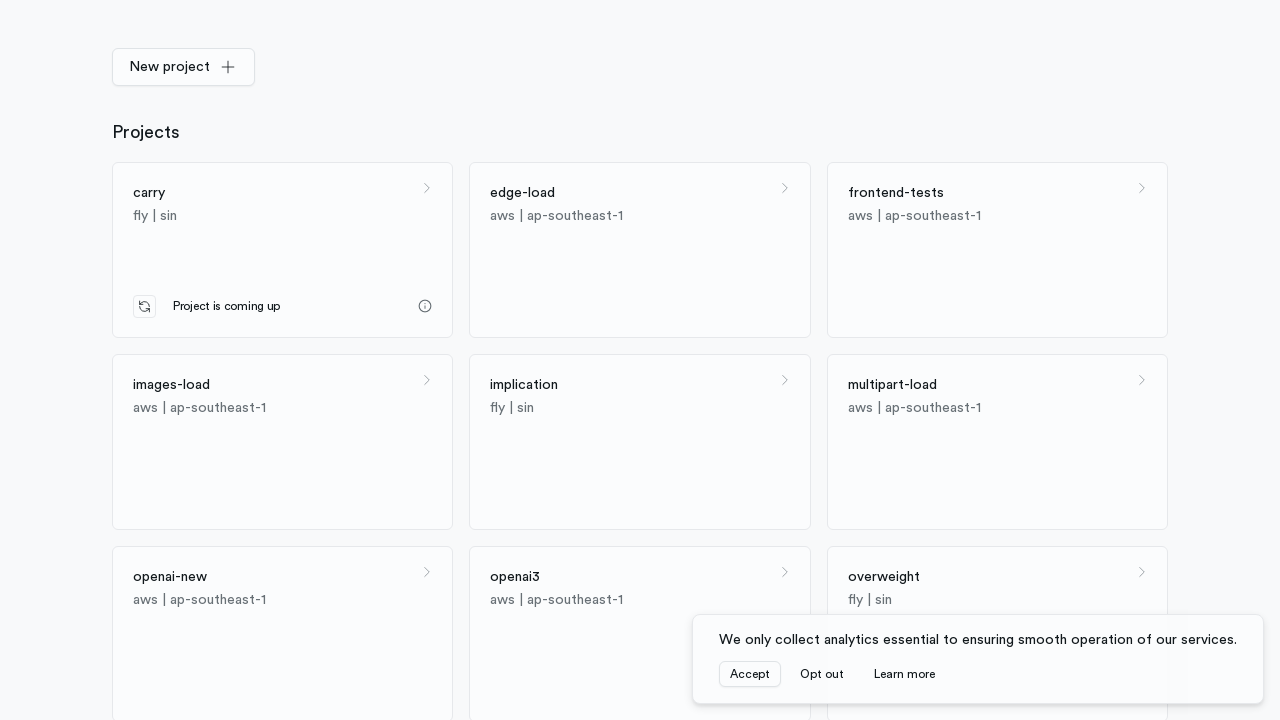 New project
Projects
carry
fly | sin
Project is coming up
edge-load
aws | ap-southeast-1
frontend-tests
aws | ap-southeast-1
images-load
aws | ap-southeast-1
implication
fly | sin
multipart-load
aws | ap-southeast-1
openai-new
aws | ap-southeast-1
openai3
aws | ap-southeast-1
overweight
fly | sin
We only collect analytics essential to ensuring smooth operation of our services.
Accept Opt out Learn more